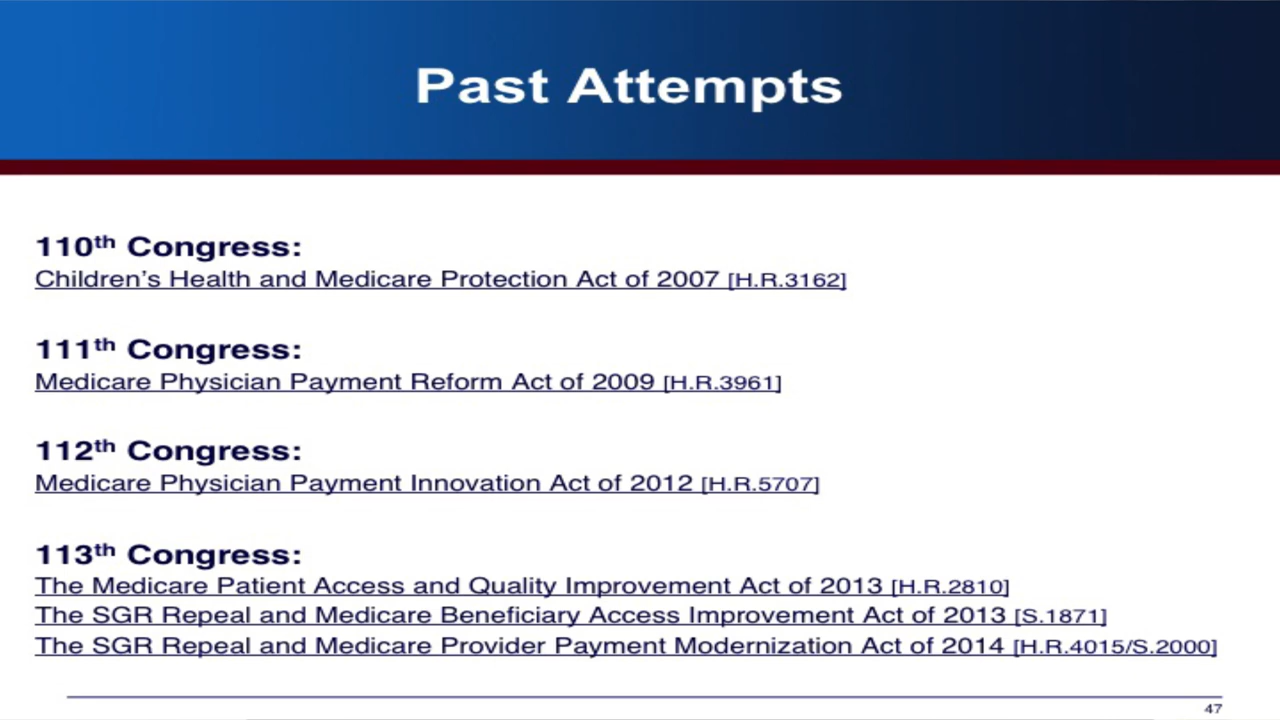 Past Attempts
110th Congress:
Children’s Health and Medicare Protection Act of 2007 [H.R.3162]
111th Congress:
Medicare Physician Payment Reform Act of 2009 [H.R.3961]
112th Congress:
Medicare Physician Payment Innovation Act of 2012 [H.R.5707]
113th Congress:
The Medicare Patient Access and Quality Improvement Act of 2013 [H.R.2810]
The SGR Repeal and Medicare Beneficiary Access Improvement Act of 2013 [S.1871]
The SGR Repeal and Medicare Provider Payment Modernization Act of 2014 [H.R.4015/S.2000]
47